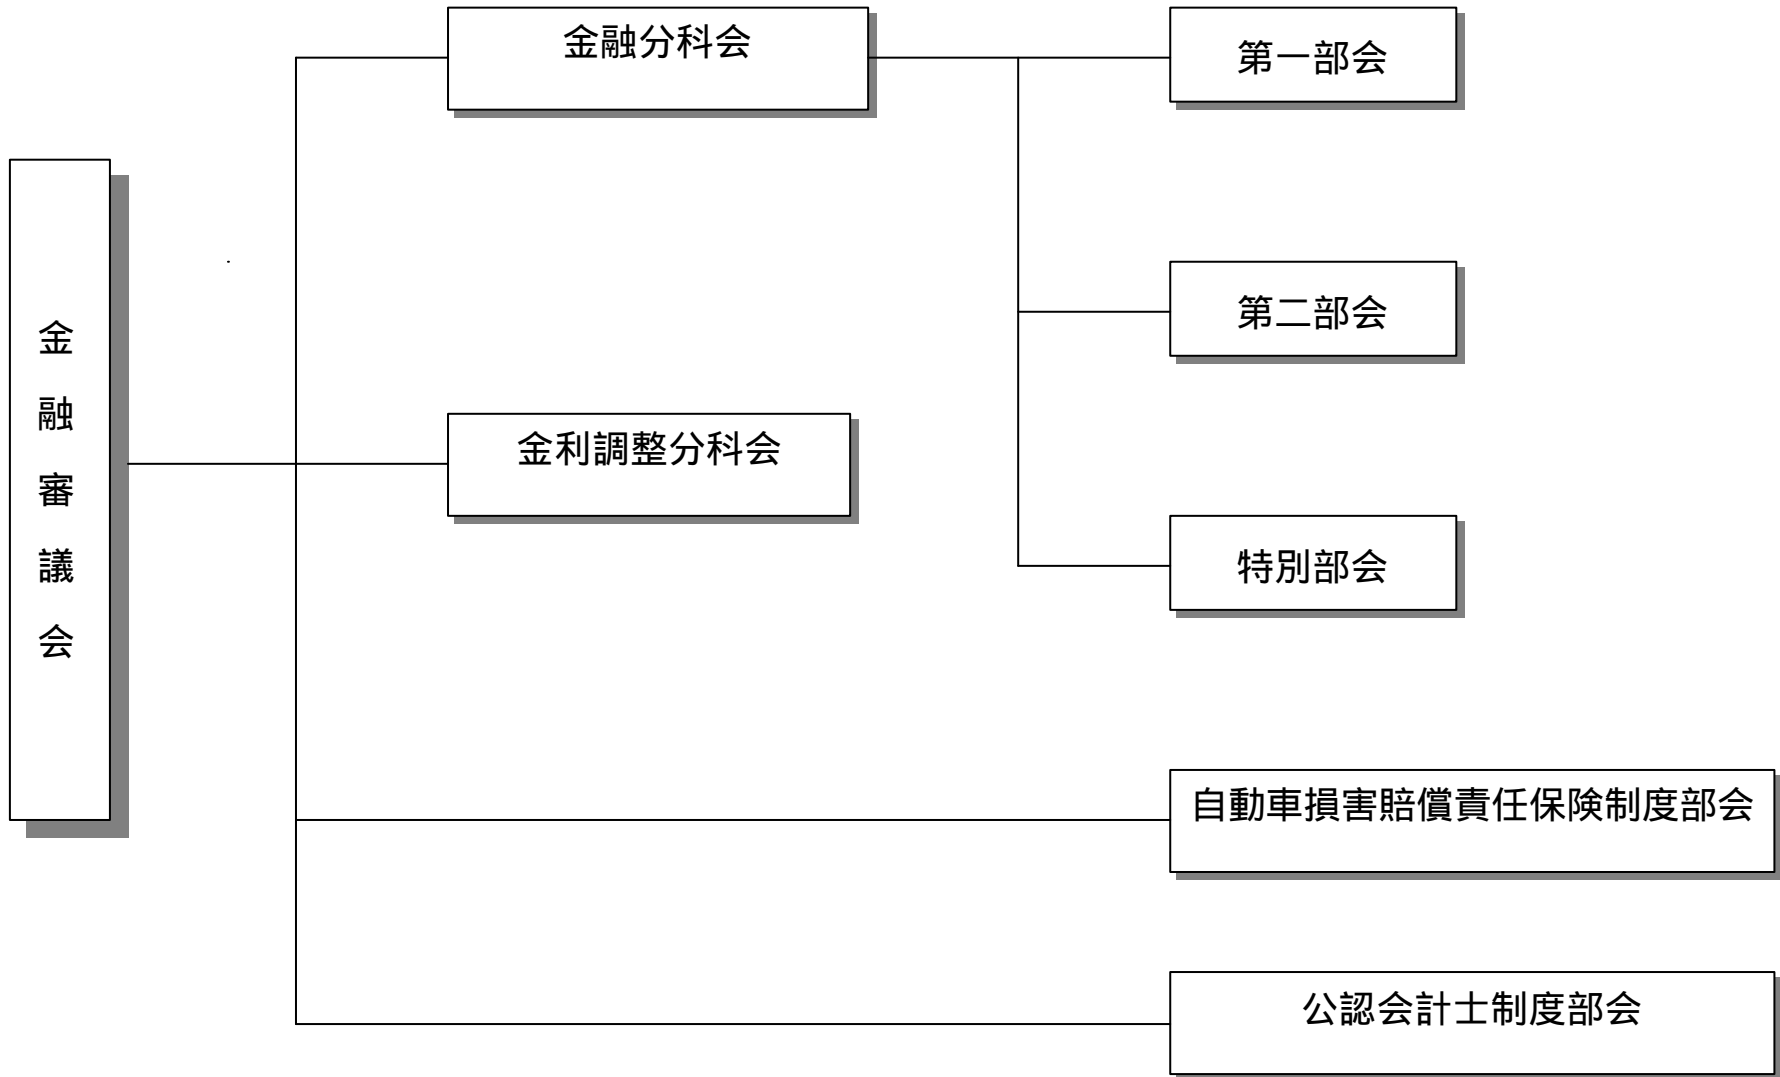 金融審議会
金融分科会
第一部会
第二部会
特別部会
金利調整分科会
自動車損害賠償責任保険制度部会
公認会計士制度部会